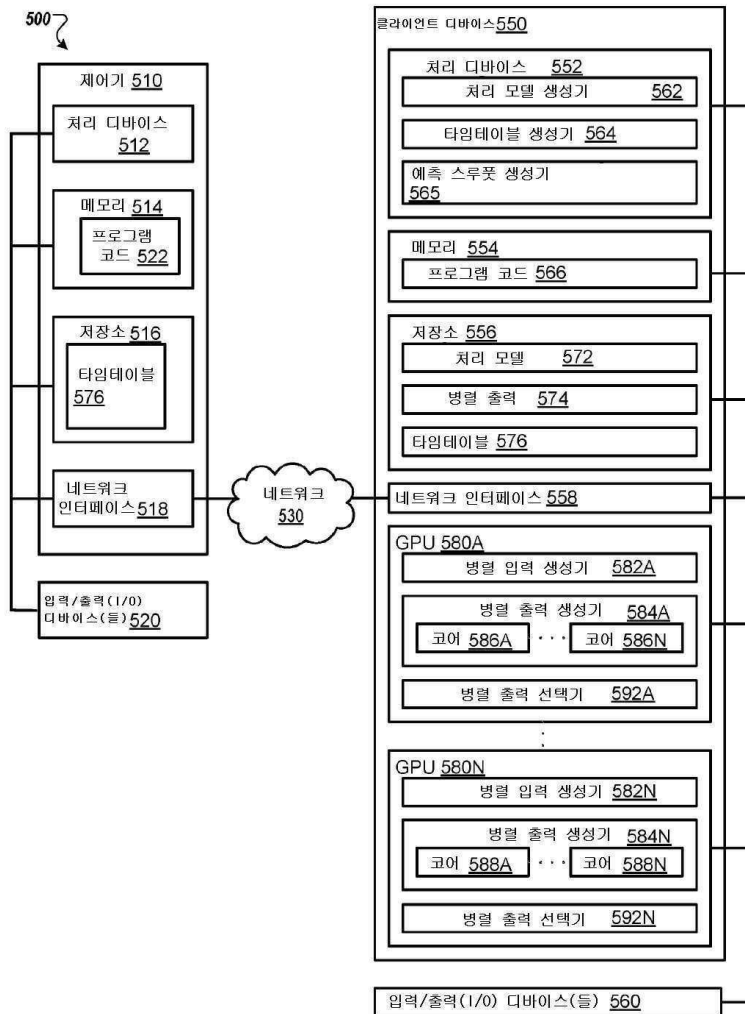 500
제어기 510
처리 디바이스
512
메모리 514
프로그램
코드 522
저장소 516
타임테이블
576
네트워크
인터페이스 518
입력/출력(I/O)
디바이스(들) 520
네트워크
530
클라이언트 디바이스 550
처리 디바이스 552
처리 모델 생성기 562
타임테이블 생성기 564
예측 스루풋 생성기
565
메모리 554
프로그램 코드 566
저장소 556
처리 모델 572
병렬 출력 574
타임테이블 576
네트워크 인터페이스 558
GPU 580A
병렬 입력 생성기 582A
병렬 출력 생성기 584A
코어 586A ··· 코어 586N
병렬 출력 선택기 592A
GPU 580N
병렬 입력 생성기 582N
병렬 출력 생성기 584N
코어 588A ··· 코어 588N
병렬 출력 선택기 592N
입력/출력(I/O) 디바이스(들) 560